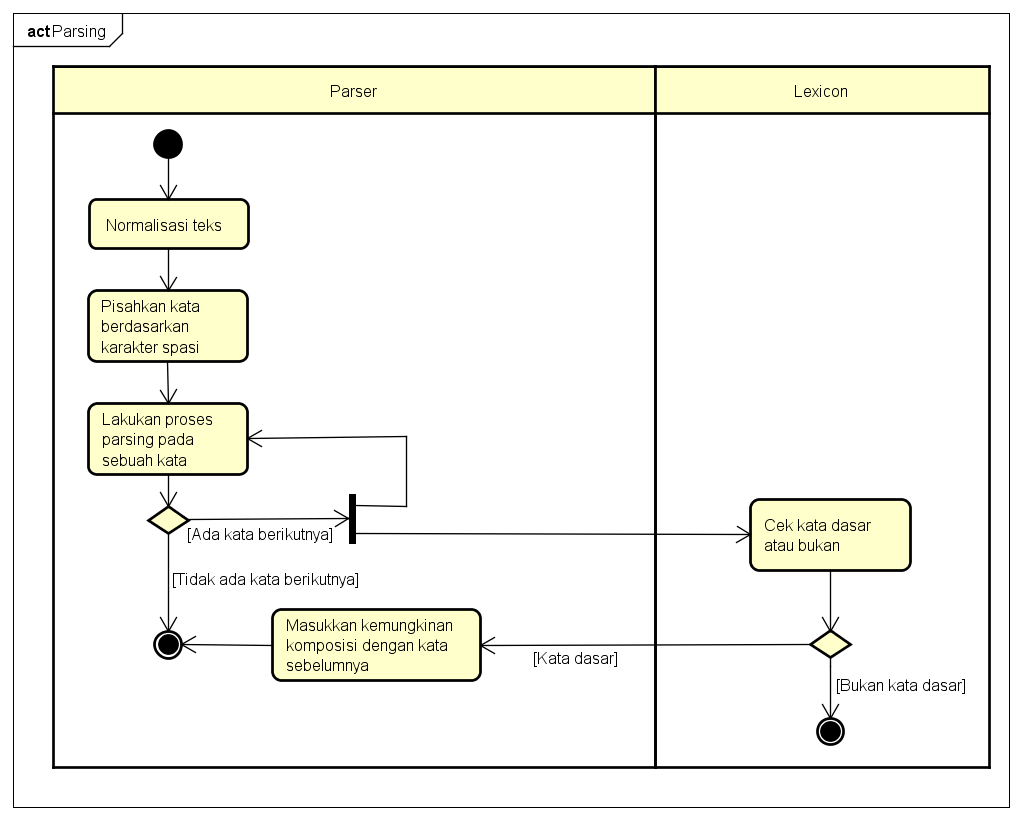 act Parsing
Parser
Lexicon
Normalisasi teks
Pisahkan kata
berdasarkan
karakter spasi
Lakukan proses
parsing pada
sebuah kata
[Ada kata berikutnya]
Cek kata dasar
atau bukan
[Tidak ada kata berikutnya]
Masukkan kemungkinan
komposisi dengan kata
sebelumnya
[Kata dasar]
[Bukan kata dasar]